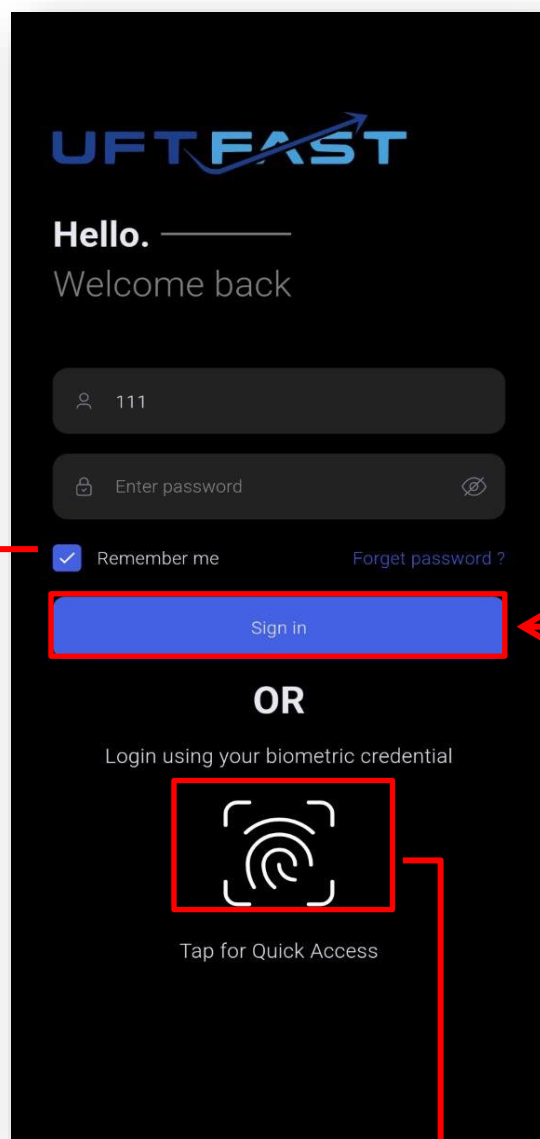 UFTFAST
Hello.
Welcome back
111
Enter password
Remember me
Forget password ?
Sign in
OR
Login using your biometric credential
Tap for Quick Access